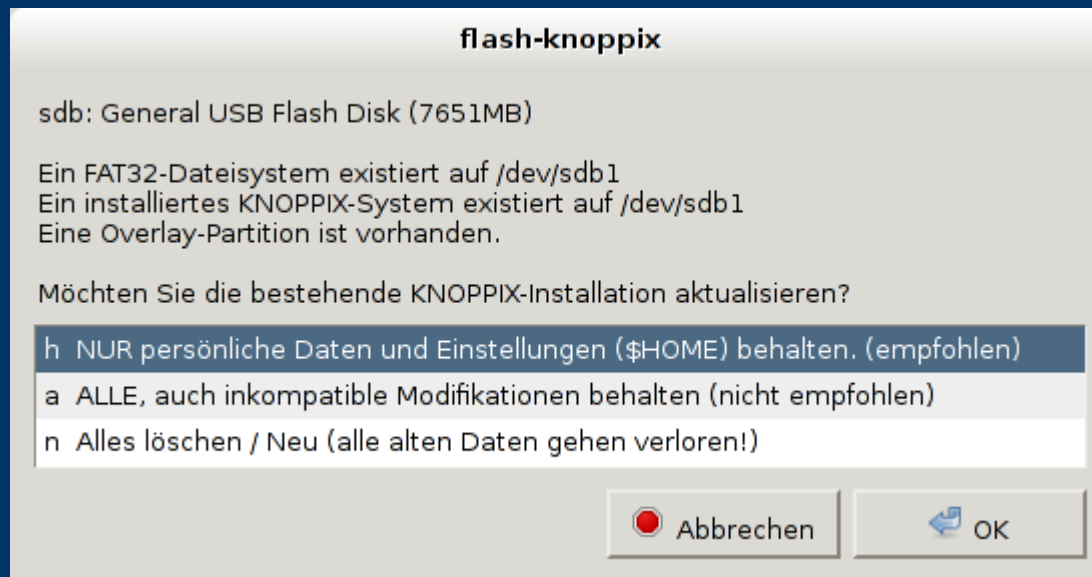 flash-knoppix
sdb: General USB Flash Disk (7651MB)
Ein FAT32-Dateisystem existiert auf /dev/sdb1
Ein installiertes KNOPPIX-System existiert auf /dev/sdb1
Eine Overlay-Partition ist vorhanden.
Möchten Sie die bestehende KNOPPIX-Installation aktualisieren?
h NUR persönliche Daten und Einstellungen ($HOME) behalten. (empfohlen)
a ALLE, auch inkompatible Modifikationen behalten (nicht empfohlen)
n Alles löschen / Neu (alle alten Daten gehen verloren!)
Abbrechen OK